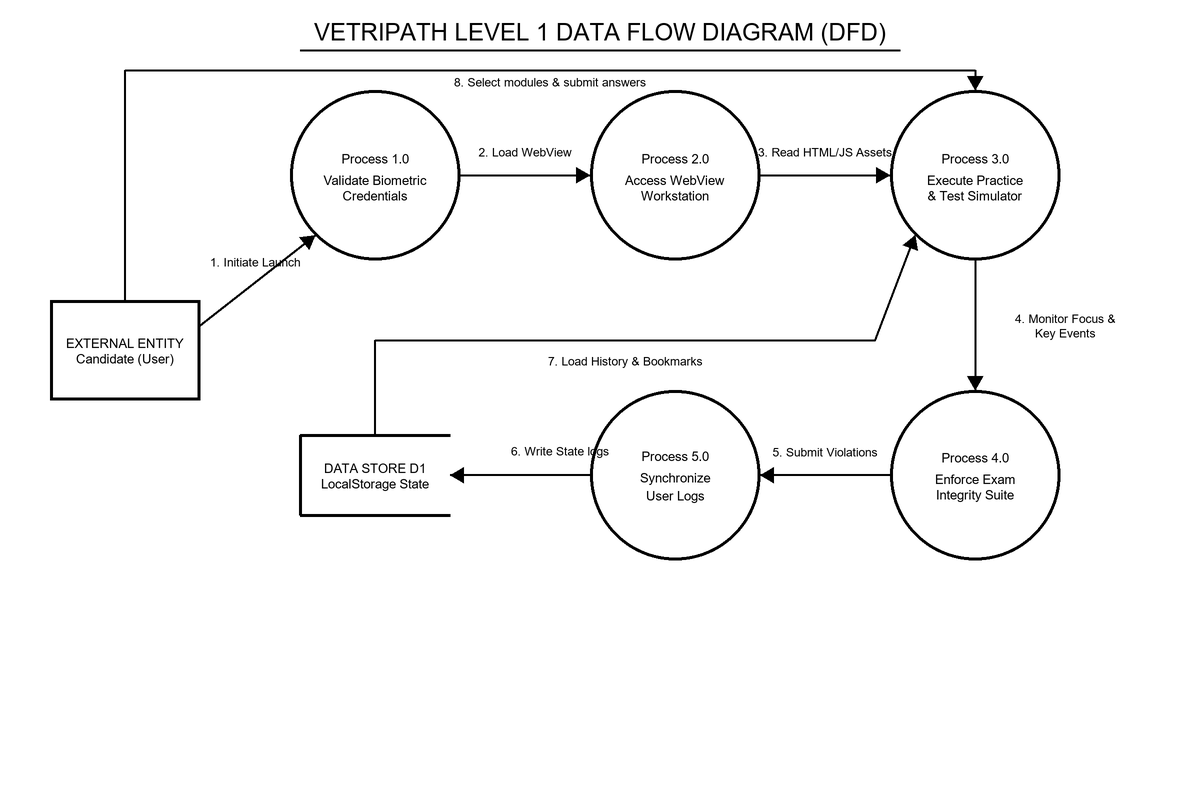 VETRIPATH LEVEL 1 DATA FLOW DIAGRAM (DFD)
8. Select modules & submit answers
Process 1.0
Validate Biometric
Credentials
2. Load WebView
Process 2.0
Access WebView
Workstation
3. Read HTML/JS Assets
Process 3.0
Execute Practice
& Test Simulator
1. Initiate Launch
EXTERNAL ENTITY
Candidate (User)
4. Monitor Focus &
Key Events
7. Load History & Bookmarks
DATA STORE D1
LocalStorage State
6. Write State logs
Process 5.0
Synchronize
User Logs
5. Submit Violations
Process 4.0
Enforce Exam
Integrity Suite